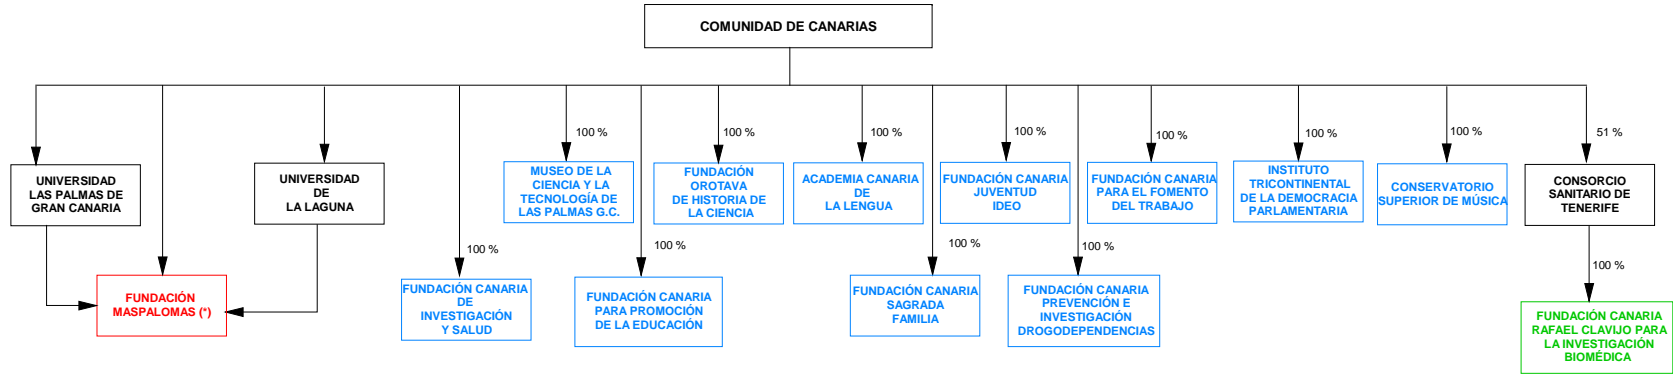 COMUNIDAD DE CANARIAS
100 %
100 %
100 %
100 %
100 %
100 %
100 %
51 %
UNIVERSIDAD
LAS PALMAS DE
GRAN CANARIA
UNIVERSIDAD
DE
LA LAGUNA
MUSEO DE LA
CIENCIA Y LA
TECNOLOGÍA DE
LAS PALMAS G.C.
FUNDACIÓN
OROTAVA
DE HISTORIA DE
LA CIENCIA
ACADEMIA CANARIA
DE
LA LENGUA
FUNDACIÓN CANARIA
JUVENTUD
IDEO
FUNDACIÓN CANARIA
PARA EL FOMENTO
DEL TRABAJO
INSTITUTO
TRICONTINENTAL
DE LA DEMOCRACIA
PARLAMENTARIA
CONSERVATORIO
SUPERIOR DE MÚSICA
CONSORCIO
SANITARIO DE
TENERIFE
100 %
100 %
100 %
100 %
100 %
FUNDACIÓN
MASPALOMAS (*)
FUNDACIÓN CANARIA
DE
INVESTIGACIÓN
Y SALUD
FUNDACIÓN CANARIA
PARA PROMOCIÓN
DE LA EDUCACIÓN
FUNDACIÓN CANARIA
SAGRADA
FAMILIA
FUNDACIÓN CANARIA
PREVENCIÓN E
INVESTIGACIÓN
DROGODEPENDENCIAS
FUNDACIÓN CANARIA
RAFAEL CLAVIJO PARA
LA INVESTIGACIÓN
BIOMÉDICA